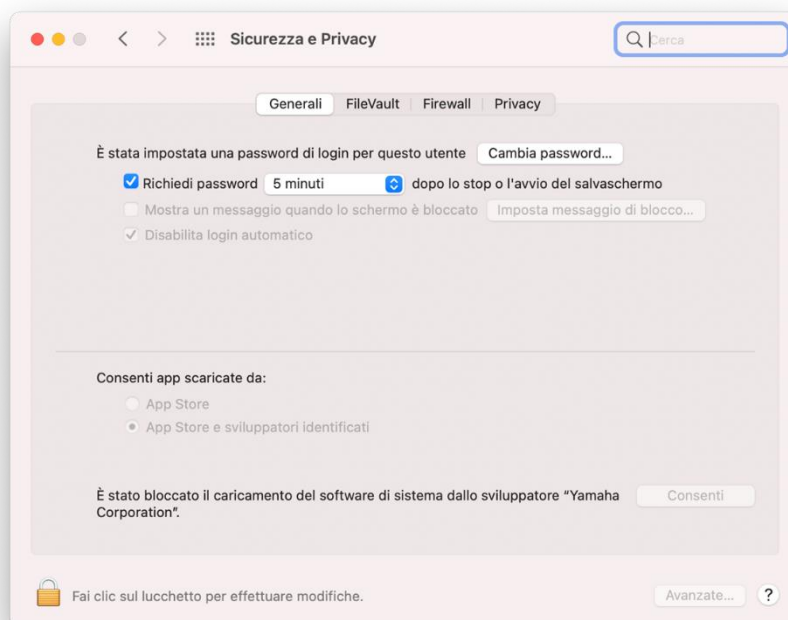 Sicurezza e Privacy
Cerca
Generali FileVault Firewall Privacy
È stata impostata una password di login per questo utente Cambia password...
Richiedi password 5 minuti dopo lo stop o l'avvio del salvaschermo
Mostra un messaggio quando lo schermo è bloccato Imposta messaggio di blocco...
Disabilita login automatico
Consenti app scaricate da:
App Store
App Store e sviluppatori identificati
È stato bloccato il caricamento del software di sistema dallo sviluppatore “Yamaha Consenti
Corporation”.
Fai clic sul lucchetto per effettuare modifiche. Avanzate... ?